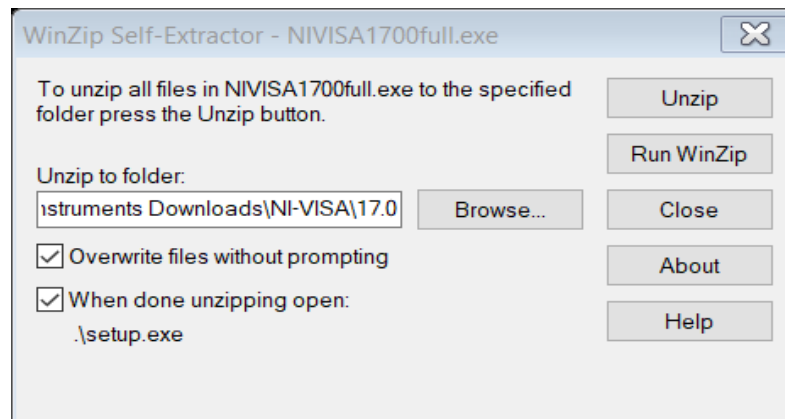 WinZip Self-Extractor - NIVISA1700full.exe
To unzip all files in NIVISA1700full.exe to the specified
folder press the Unzip button.
Unzip to folder:
nstruments Downloads\NI-VISA\17.0
Browse...
Overwrite files without prompting
When done unzipping open:
.\setup.exe
Unzip
Run WinZip
Close
About
Help